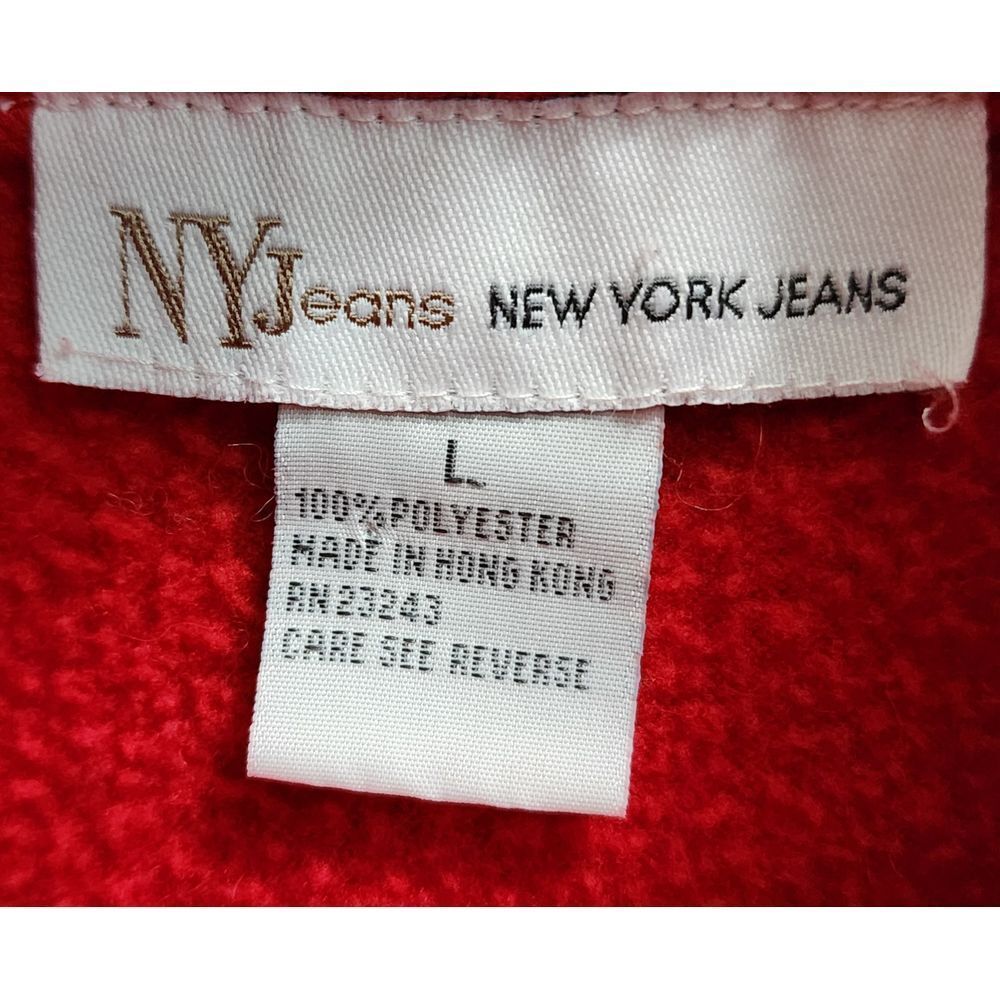 NYJeans NEW YORK JEANS
L
100% POLYESTER
MADE IN HONG KONG
RN 23243
CARE SEE REVERSE